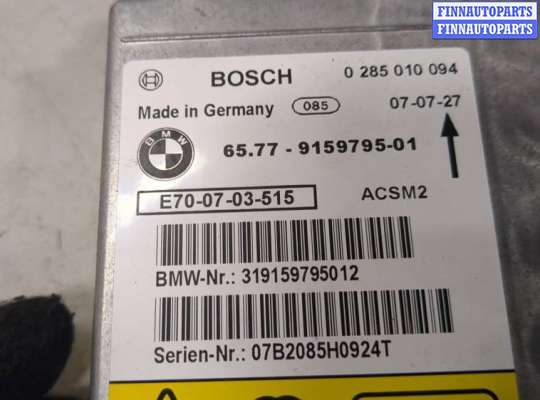 FINNAUTOPARTS
FINNAUTOPARTS
BOSCH 0 285 010 094
Made in Germany 085 07-07-27
BMW
65.77 - 9159795-01
E70-07-03-515 ACSM2
BMW-Nr.: 319159795012
Serien-Nr.: 07B2085H0924T